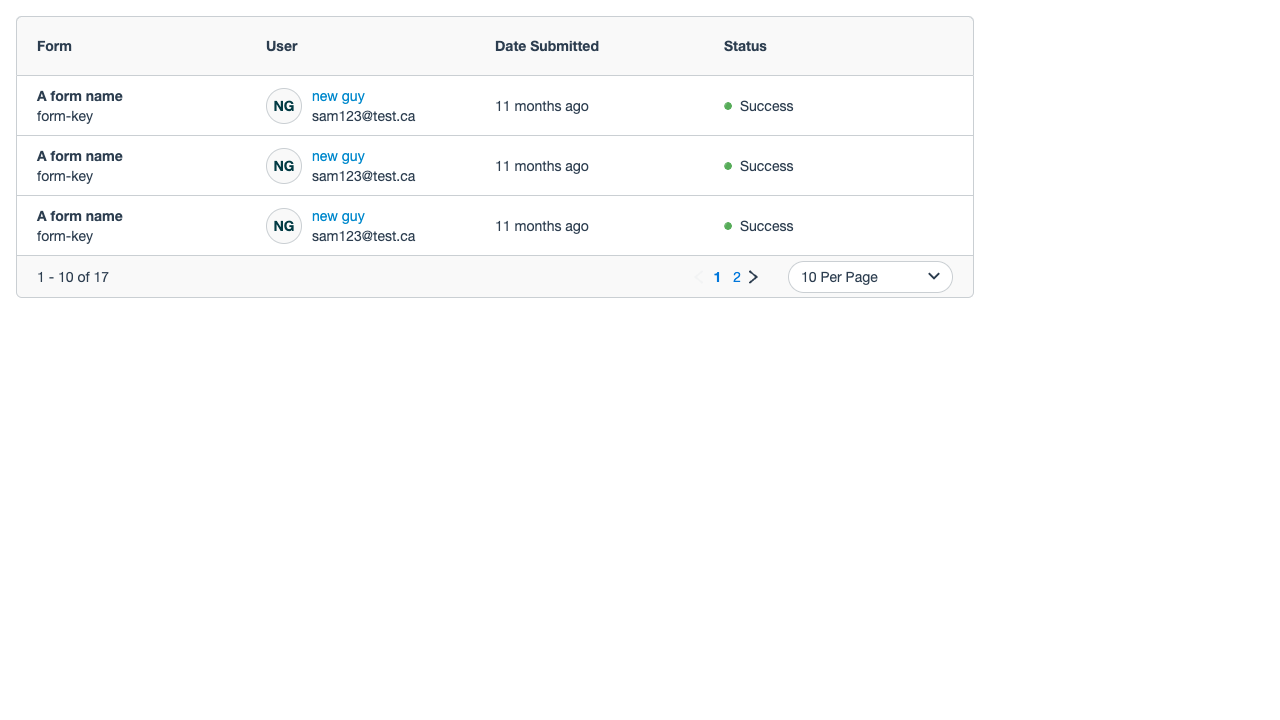 Form User Date Submitted Status
A form name
form-key
NG
new guy
sam123@test.ca
11 months ago
Success
A form name
form-key
NG
new guy
sam123@test.ca
11 months ago
Success
A form name
form-key
NG
new guy
sam123@test.ca
11 months ago
Success
1 - 10 of 17
1 2
10 Per Page